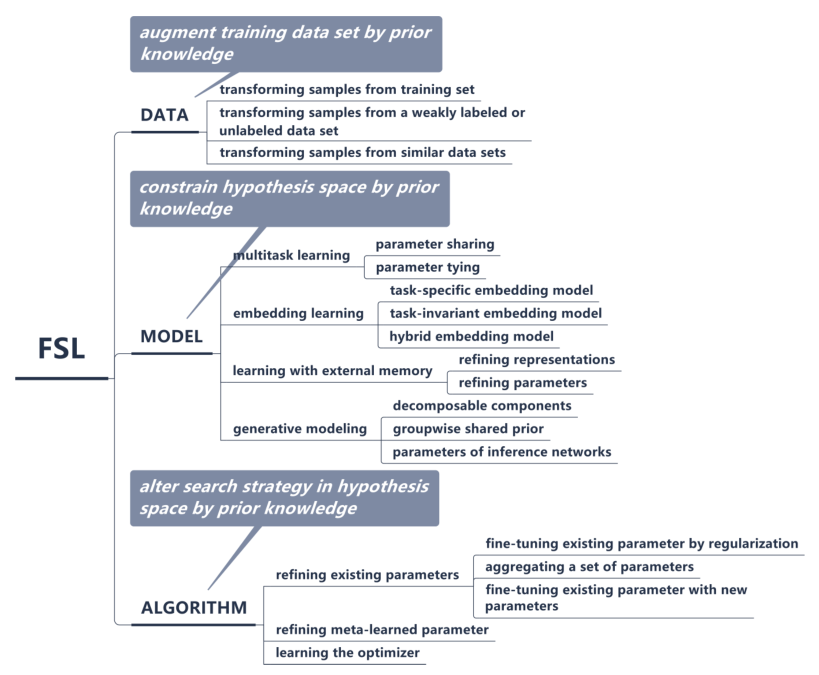 augment training data set by prior
knowledge
transforming samples from training set
DATA
transforming samples from a weakly labeled or
unlabeled data set
transforming samples from similar data sets
constrain hypothesis space by prior
knowledge
parameter sharing
multitask learning
parameter tying
task-specific embedding model
embedding learning
task-invariant embedding model
hybrid embedding model
FSL
MODEL
refining representations
learning with external memory
refining parameters
decomposable components
generative modeling
groupwise shared prior
parameters of inference networks
alter search strategy in hypothesis
space by prior knowledge
fine-tuning existing parameter by regularization
refining existing parameters
aggregating a set of parameters
fine-tuning existing parameter with new
parameters
ALGORITHM
refining meta-learned parameter
learning the optimizer